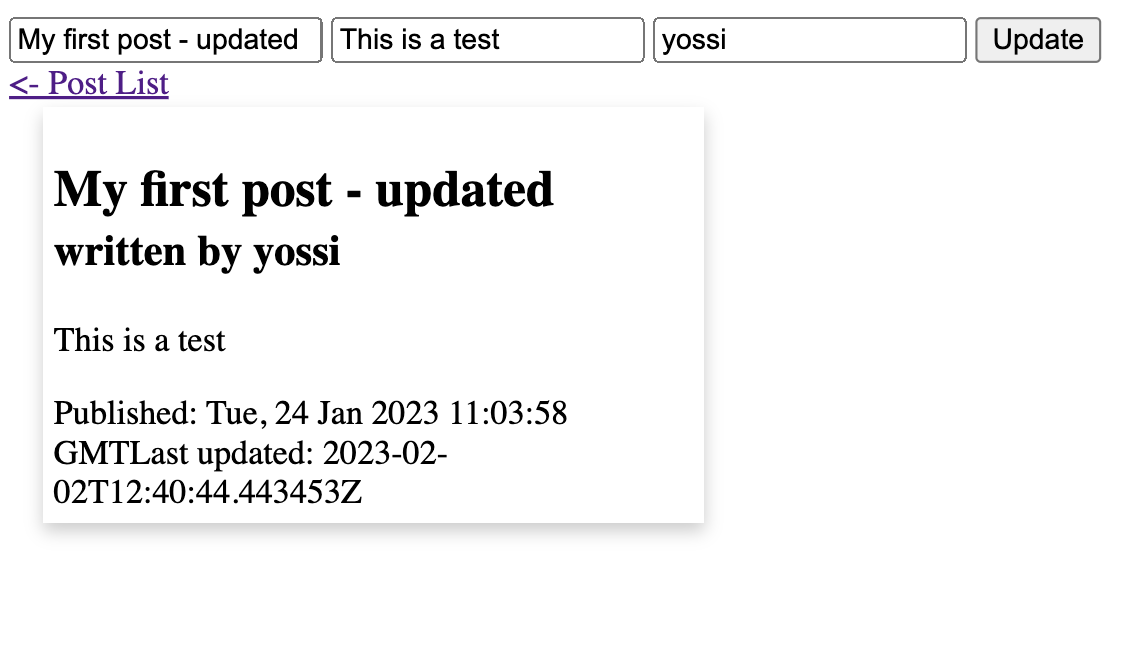 My first post - updated This is a test yossi Update
<- Post List
My first post - updated
written by yossi
This is a test
Published: Tue, 24 Jan 2023 11:03:58
GMTLast updated: 2023-02-
02T12:40:44.443453Z